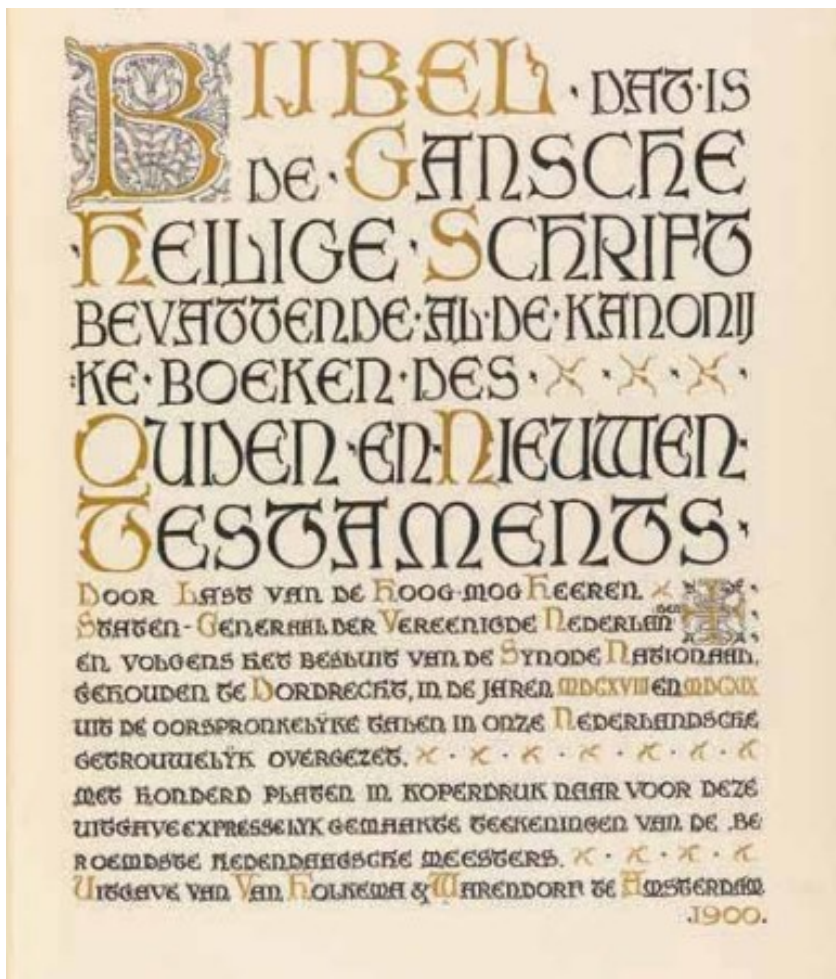 BIJBEL · DAT · IS
DE · GANSCHE
· HEILIGE · SCHRIFT
BEVATTENDE · AL · DE · KANONIJ
KE · BOEKEN · DES ·
OUDEN · EN · NIEUWEN ·
TESTAMENTS ·
DOOR LAST VAN DE HOOG · MOG HEEREN
STATEN - GENERAAL DER VEREENIGDE NEDERLANDEN
EN VOLGENS HET BESLUIT VAN DE SYNODE NATIONAAL,
GEHOUDEN TE DORDRECHT, IN DE JAREN MDCXVIII EN MDCXIX
UIT DE OORSPRONKELŸKE TALEN IN ONZE NEDERLANDSCHE
GETROUWELŸK OVERGEZET.
MET HONDERD PLATEN IN KOPERDRUK NAAR VOOR DEZE
UITGAVE EXPRESSELYK GEMAAKTE TEEKENINGEN VAN DE BE
ROEMDSTE HEDENDAAGSCHE MEESTERS.
UITGAVE VAN VAN HOLKEMA & WARENDORF TE AMSTERDAM
.1900.